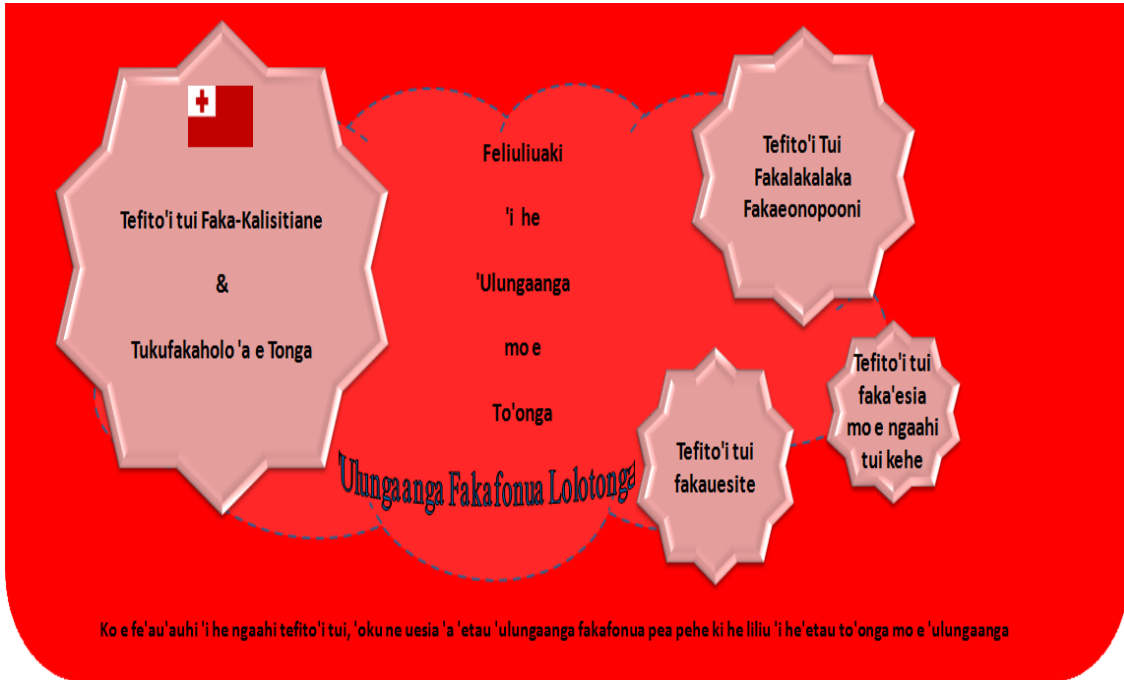 Tefito'i tui Faka-Kalisitiane
&
Tukufakaholo 'a e Tonga
Feliuliuaki
'i he
'Ulungaanga
mo e
To'onga
'Ulungaanga Fakafonua Lolotonga
Tefito'i Tui
Fakalakalaka
Fakaeonopooni
Tefito'i tui
fakauesite
Tefito'i tui
faka'esia
mo e ngaahi
tui kehe
Ko e fe'au'auhi 'i he ngaahi tefito'i tui, 'oku ne uesia 'a 'etau 'ulungaanga fakafonua pea pehe ki he liliu 'i he'etau to'onga mo e 'ulungaanga